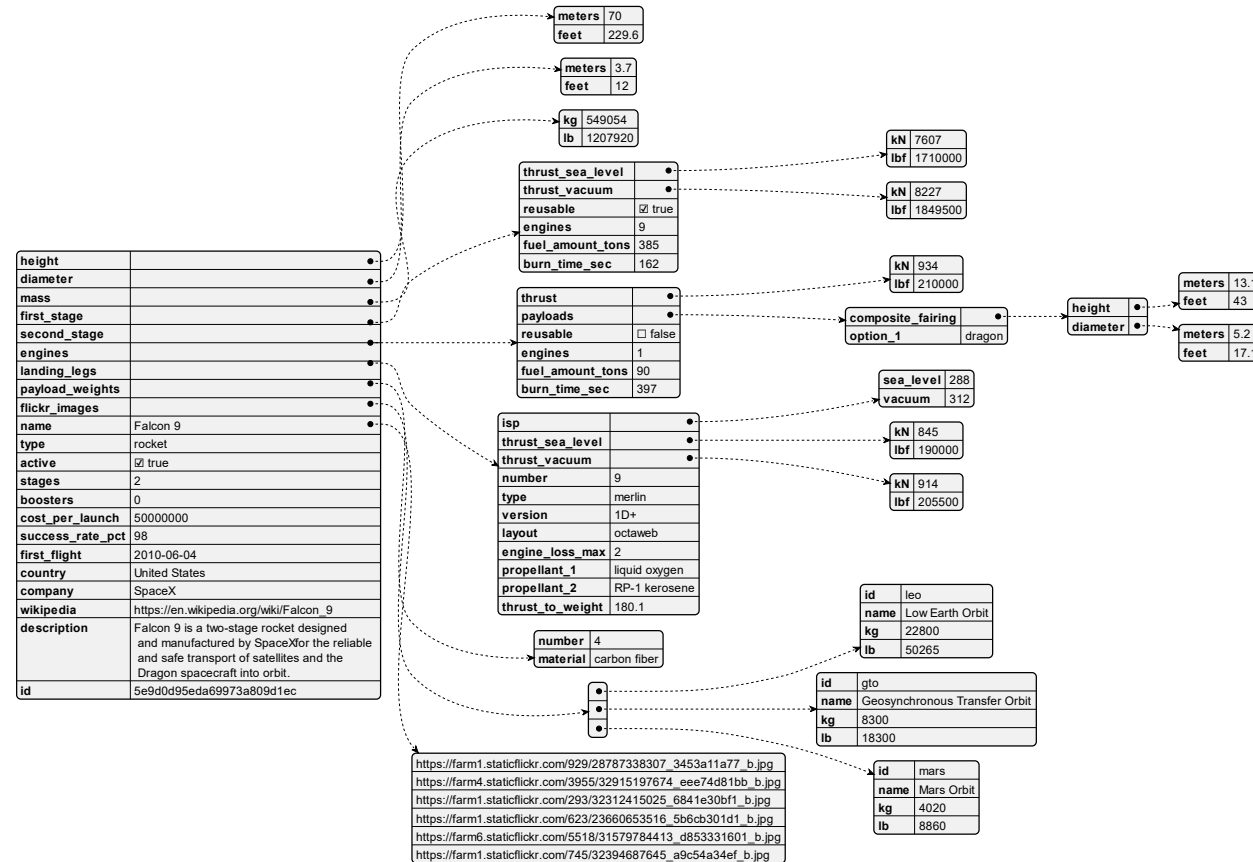 meters 70
feet 229.6
meters 3.7
feet 12
kg 549054
lb 1207920
thrust_sea_level
thrust_vacuum
reusable ☑ true
engines 9
fuel_amount_tons 385
burn_time_sec 162
kN 7607
lbf 1710000
kN 8227
lbf 1849500
height
diameter
mass
first_stage
second_stage
engines
landing_legs
payload_weights
flickr_images
name Falcon 9
type rocket
active ☑ true
stages 2
boosters 0
cost_per_launch 50000000
success_rate_pct 98
first_flight 2010-06-04
country United States
company SpaceX
wikipedia https://en.wikipedia.org/wiki/Falcon_9
description Falcon 9 is a two-stage rocket designed
and manufactured by SpaceXfor the reliable
and safe transport of satellites and the
Dragon spacecraft into orbit.
id 5e9d0d95eda69973a809d1ec
thrust
payloads
reusable ☐ false
engines 1
fuel_amount_tons 90
burn_time_sec 397
kN 934
lbf 210000
composite_fairing
option_1 dragon
height
diameter
meters 13.1
feet 43
meters 5.2
feet 17.1
isp
thrust_sea_level
thrust_vacuum
number 9
type merlin
version 1D+
layout octaweb
engine_loss_max 2
propellant_1 liquid oxygen
propellant_2 RP-1 kerosene
thrust_to_weight 180.1
sea_level 288
vacuum 312
kN 845
lbf 190000
kN 914
lbf 205500
number 4
material carbon fiber
id leo
name Low Earth Orbit
kg 22800
lb 50265
id gto
name Geosynchronous Transfer Orbit
kg 8300
lb 18300
id mars
name Mars Orbit
kg 4020
lb 8860
https://farm1.staticflickr.com/929/28787338307_3453a11a77_b.jpg
https://farm4.staticflickr.com/3955/32915197674_eee74d81bb_b.jpg
https://farm1.staticflickr.com/293/32312415025_6841e30bf1_b.jpg
https://farm1.staticflickr.com/623/23660653516_5b6cb301d1_b.jpg
https://farm6.staticflickr.com/5518/31579784413_d853331601_b.jpg
https://farm1.staticflickr.com/745/32394687645_a9c54a34ef_b.jpg